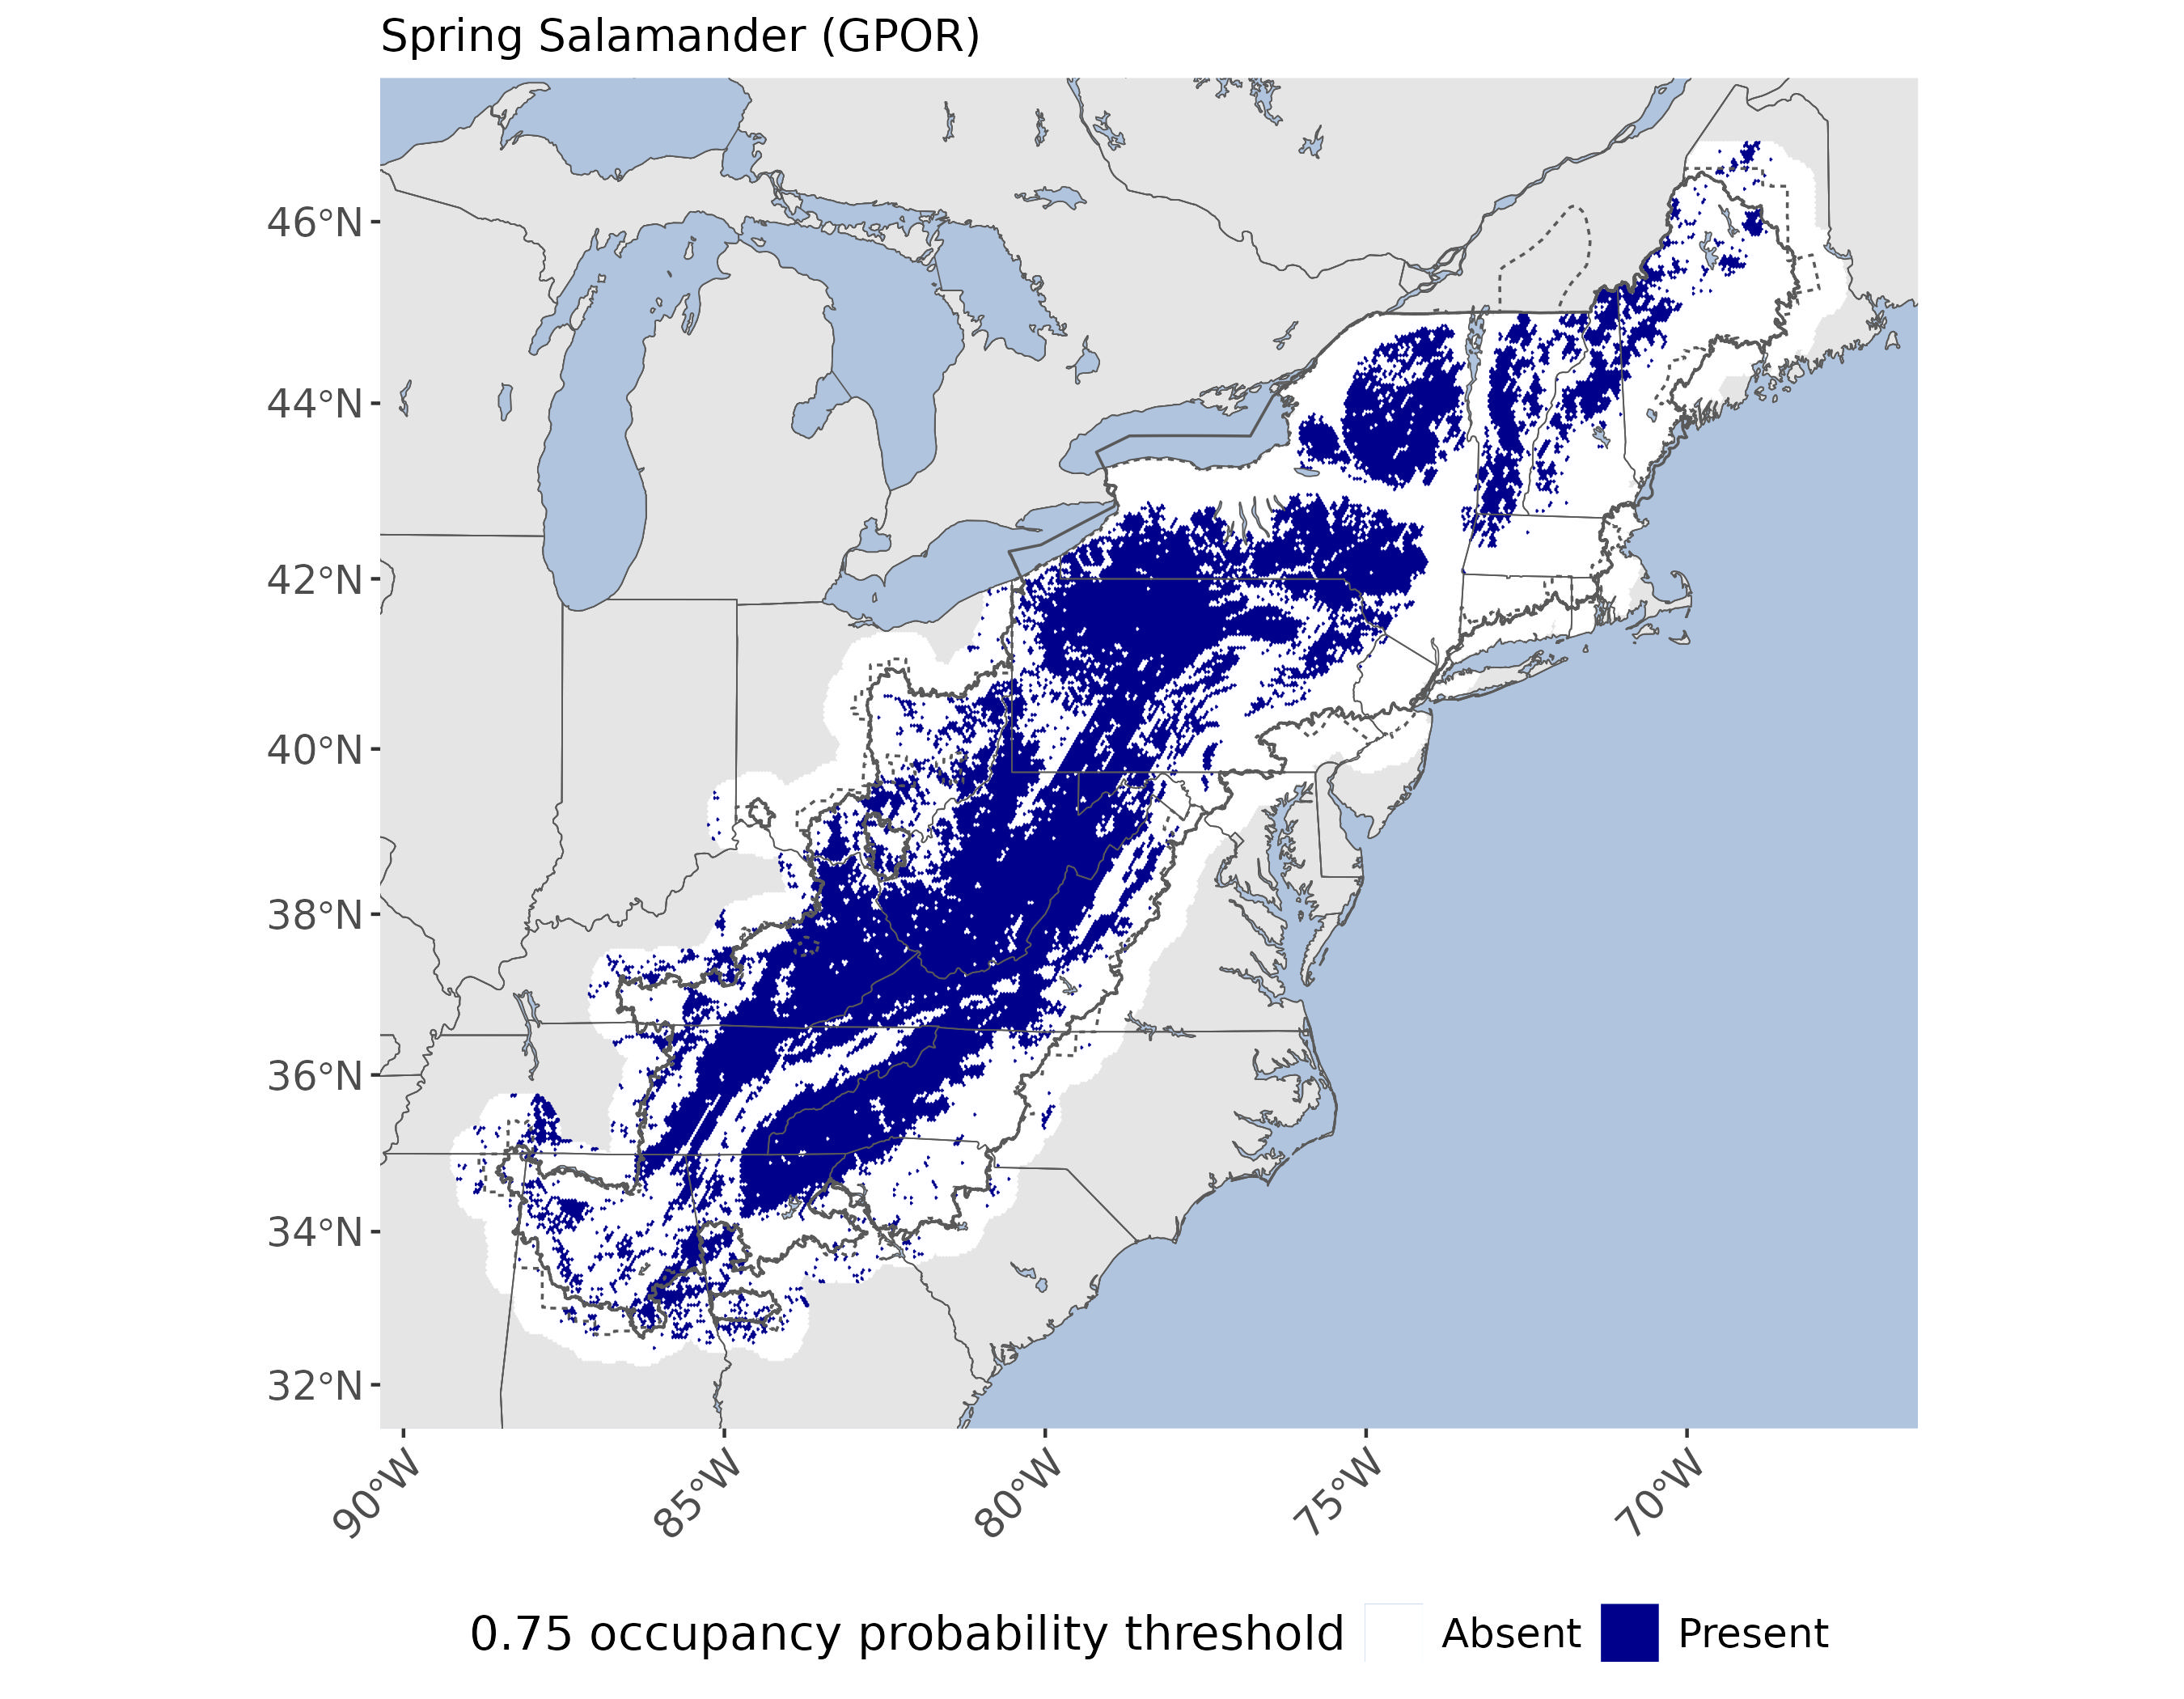 Spring Salamander (GPOR)
46°N
44°N
42°N
40°N
38°N
36°N
34°N
32°N
90°W 85°W 80°W 75°W 70°W
0.75 occupancy probability threshold Absent Present